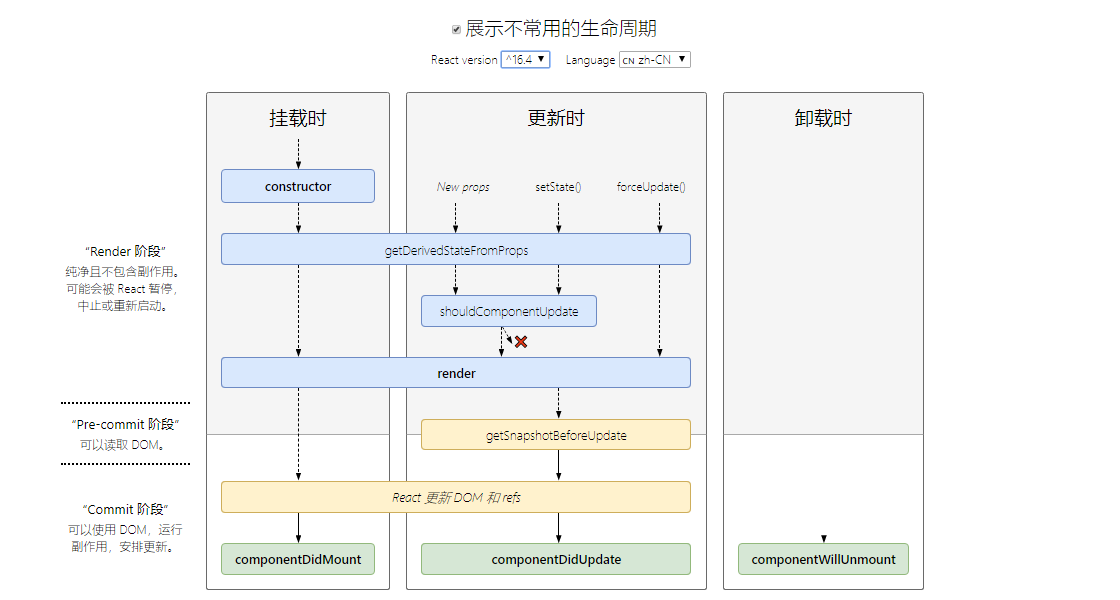 展示不常用的生命周期
React version ^16.4 Language CN zh-CN
挂载时
更新时
卸载时
constructor
New props
setState()
forceUpdate()
getDerivedStateFromProps
shouldComponentUpdate
render
getSnapshotBeforeUpdate
React 更新 DOM 和 refs
componentDidMount
componentDidUpdate
componentWillUnmount
“Render 阶段”
纯净且不包含副作用。
可能会被 React 暂停，
中止或重新启动。
“Pre-commit 阶段”
可以读取 DOM。
“Commit 阶段”
可以使用 DOM，运行
副作用，安排更新。